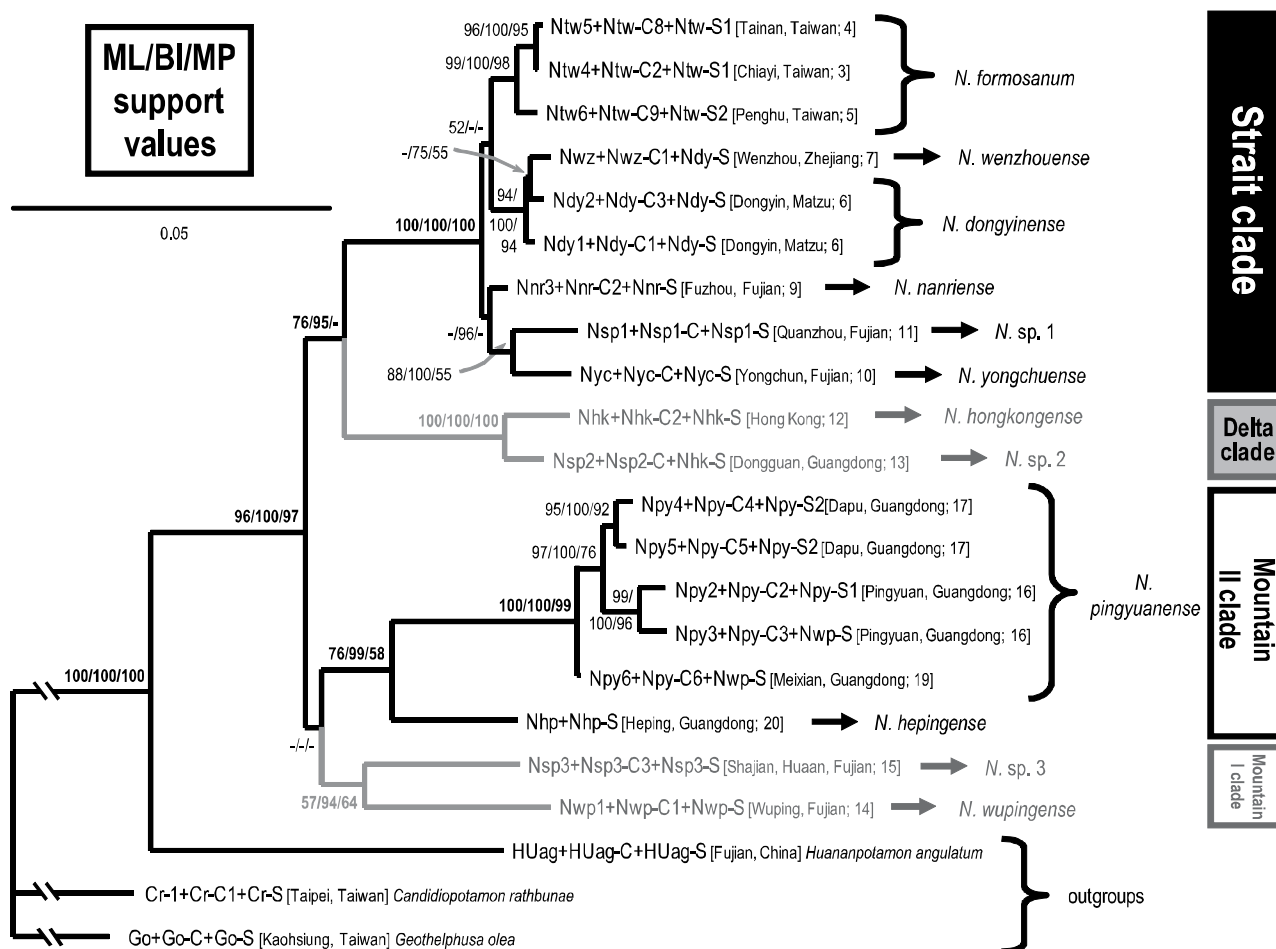 ML/BI/MP
support
values
0.05
96/100/95
Ntw5+Ntw-C8+Ntw-S1 [Tainan, Taiwan; 4]
99/100/98
Ntw4+Ntw-C2+Ntw-S1 [Chiayi, Taiwan; 3]
N. formosanum
Ntw6+Ntw-C9+Ntw-S2 [Penghu, Taiwan; 5]
52/-/-
-/75/55
Nwz+Nwz-C1+Ndy-S [Wenzhou, Zhejiang; 7]
N. wenzhouense
94/
100/
94
Ndy2+Ndy-C3+Ndy-S [Dongyin, Matzu; 6]
N. dongyinense
Ndy1+Ndy-C1+Ndy-S [Dongyin, Matzu; 6]
100/100/100
Nnr3+Nnr-C2+Nnr-S [Fuzhou, Fujian; 9]
N. nanriense
-/96/-
Nsp1+Nsp1-C+Nsp1-S [Quanzhou, Fujian; 11]
N. sp. 1
88/100/55
Nyc+Nyc-C+Nyc-S [Yongchun, Fujian; 10]
N. yongchuense
Strait clade
76/95/-
100/100/100
Nhk+Nhk-C2+Nhk-S [Hong Kong; 12]
N. hongkongense
Nsp2+Nsp2-C+Nhk-S [Dongguan, Guangdong; 13]
N. sp. 2
Delta
clade
96/100/97
95/100/92
Npy4+Npy-C4+Npy-S2 [Dapu, Guangdong; 17]
97/100/76
Npy5+Npy-C5+Npy-S2 [Dapu, Guangdong; 17]
99/
100/96
Npy2+Npy-C2+Npy-S1 [Pingyuan, Guangdong; 16]
N.
pingyuanense
100/100/99
Npy3+Npy-C3+Nwp-S [Pingyuan, Guangdong; 16]
Npy6+Npy-C6+Nwp-S [Meixian, Guangdong; 19]
76/99/58
Nhp+Nhp-S [Heping, Guangdong; 20]
N. hepingense
Mountain
II clade
100/100/100
-/-/-
Nsp3+Nsp3-C3+Nsp3-S [Shajian, Huaan, Fujian; 15]
N. sp. 3
57/94/64
Nwp1+Nwp-C1+Nwp-S [Wuping, Fujian; 14]
N. wupingense
Mountain
I clade
HUag+HUag-C+HUag-S [Fujian, China] Huananpotamon angulatum
Cr-1+Cr-C1+Cr-S [Taipei, Taiwan] Candidiopotamon rathbunae
outgroups
Go+Go-C+Go-S [Kaohsiung, Taiwan] Geothelphusa olea